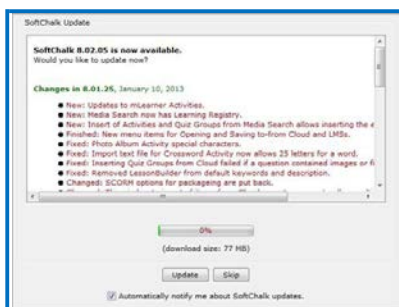 SoftChalk Update
SoftChalk 8.02.05 is now available.
Would you like to update now?
Changes in 8.01.25, January 10, 2013
● New: Updates to mLearner Activities.
● New: Media Search now has Learning Registry.
● New: Insert of Activities and Quiz Groups from Media Search allows inserting the e
● Finished: New menu items for Opening and Saving to-from Cloud and LMSs.
● Fixed: Photo Album Activity special characters.
● Fixed: Import text file for Crossword Activity now allows 25 letters for a word.
● Fixed: Inserting Quiz Groups from Cloud failed if a question contained images or f
● Fixed: Removed LessonBuilder from default keywords and description.
● Changed: SCORM options for packageing are put back.
0%
(download size: 77 MB)
Update Skip
Automatically notify me about SoftChalk updates.